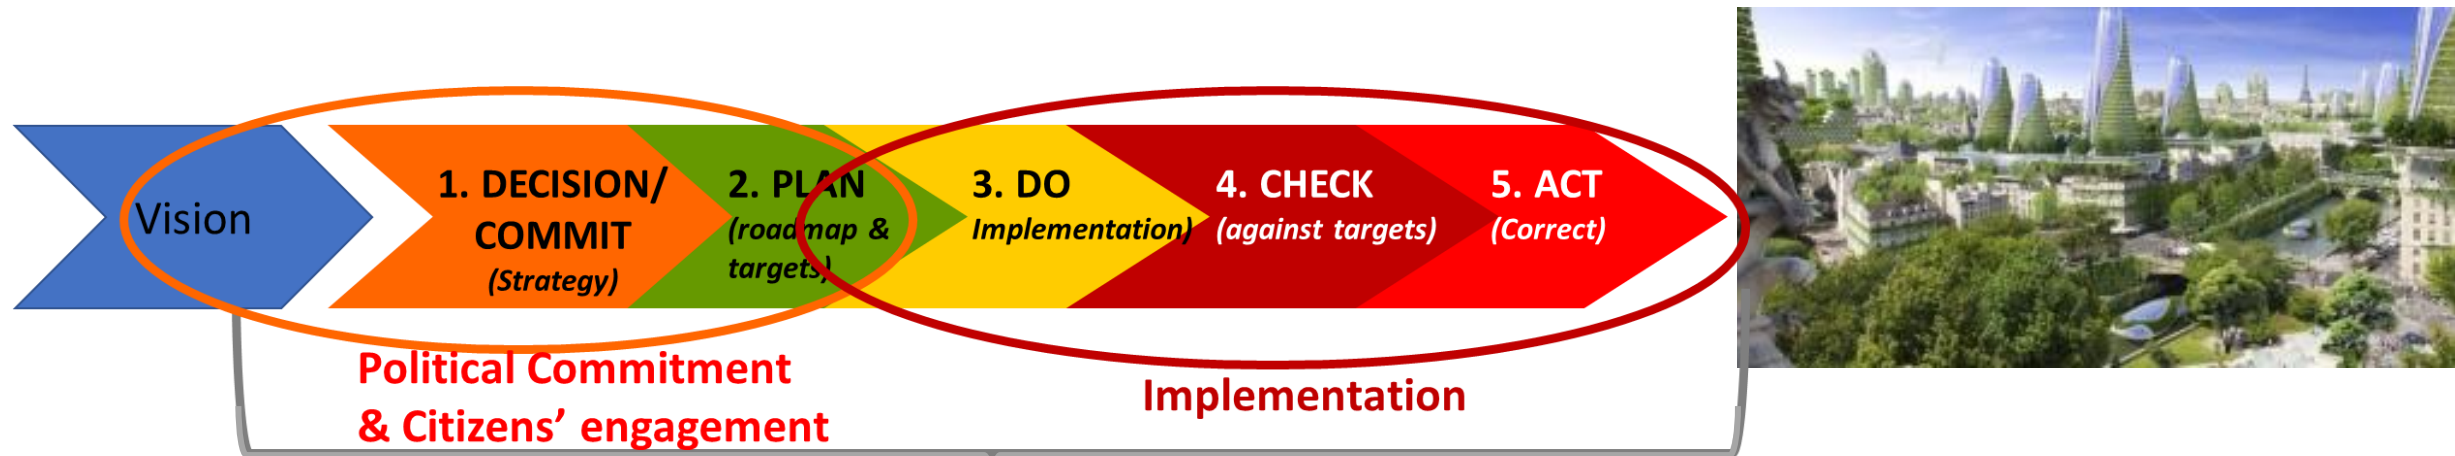 Vision
1. DECISION/
COMMIT
(Strategy)
2. PLAN
(roadmap &
targets)
3. DO
Implementation)
4. CHECK
(against targets)
5. ACT
(Correct)
Political Commitment
& Citizens’ engagement
Implementation